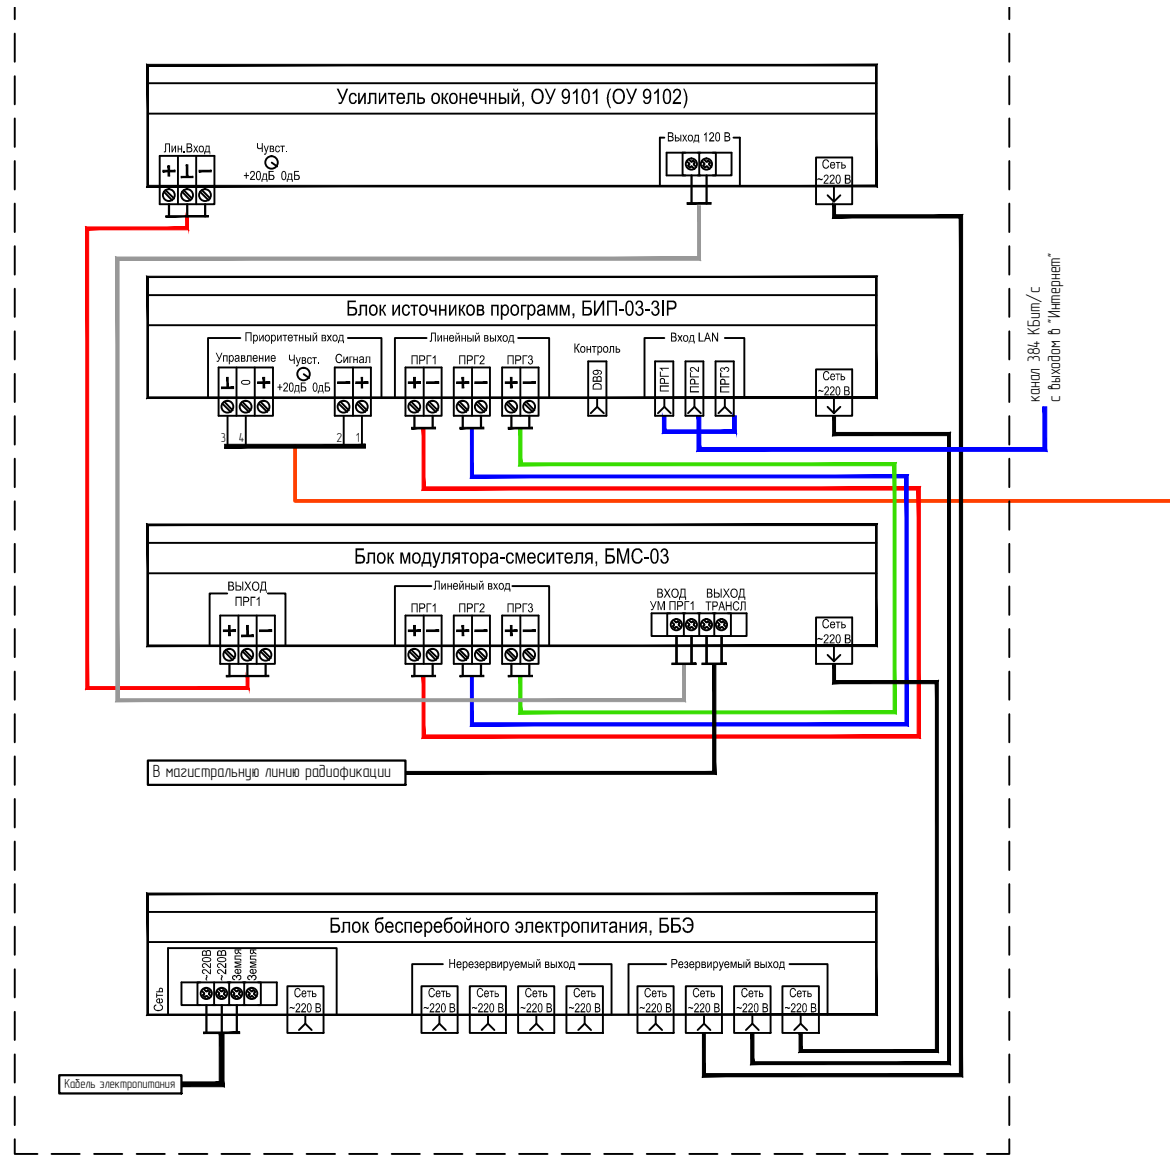 Усилитель оконечный, ОУ 9101 (ОУ 9102)
Лин.Вход
Чувст.
+20дБ 0дБ
Выход 120 В
Сеть
~220 В
+ ⊥ −
канал 384 КБит/с
с выходом в "Интернет"
Блок источников программ, БИП-03-3IP
Приоритетный вход
Линейный выход
Контроль
Вход LAN
Управление
Чувст.
Сигнал
+20дБ 0дБ
ПРГ1 ПРГ2 ПРГ3
DB9
ПРГ1 ПРГ2 ПРГ3
Сеть
~220 В
⊥ 0 +
− +
+ − + − + −
3 4 2 1
Блок модулятора-смесителя, БМС-03
ВЫХОД
ПРГ1
Линейный вход
ПРГ1 ПРГ2 ПРГ3
ВХОД ВЫХОД
УМ ПРГ1 ТРАНСЛ
Сеть
~220 В
+ ⊥ −
+ − + − + −
В магистральную линию радиофикации
Блок бесперебойного электропитания, ББЭ
Сеть
~220В
~220В
Земля
Земля
Сеть
~220 В
Нерезервируемый выход
Сеть Сеть Сеть Сеть
~220 В ~220 В ~220 В ~220 В
Резервируемый выход
Сеть Сеть Сеть Сеть
~220 В ~220 В ~220 В ~220 В
Кабель электропитания